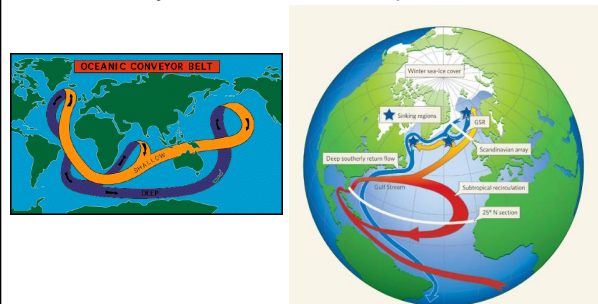 OCEANIC CONVEYOR BELT
SHALLOW
DEEP
Winter sea-ice cover
Sinking regions
GSR
Scandinavian array
Deep southerly return flow
Gulf Stream
Subtropical recirculation
25° N section